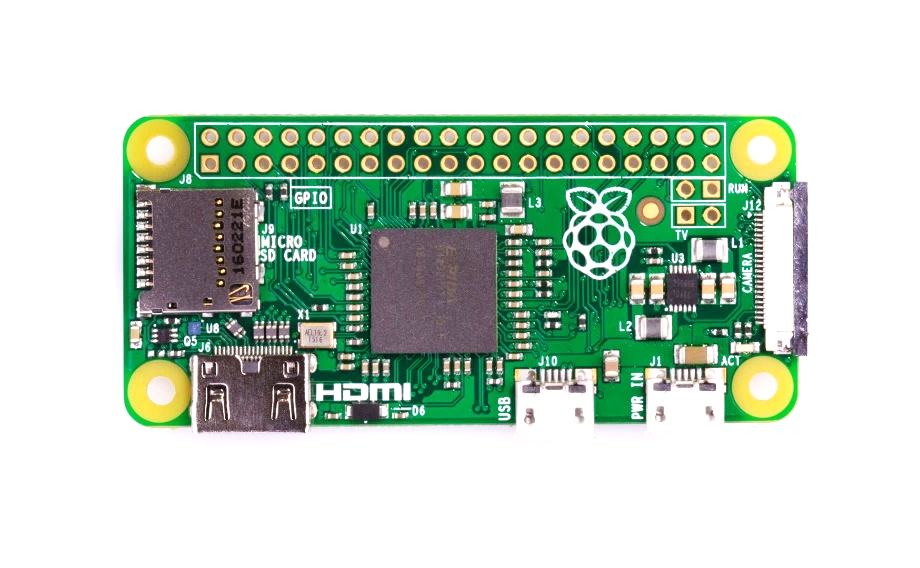 J8
GPIO
RUN
J9
MICRO
SD CARD
160221E
U1
L3
J12
TV
L1
U3
CAMERA
L2
X1
U8
Q5
J6
HDMI
D6
J10
USB
J1
PWR IN
ACT